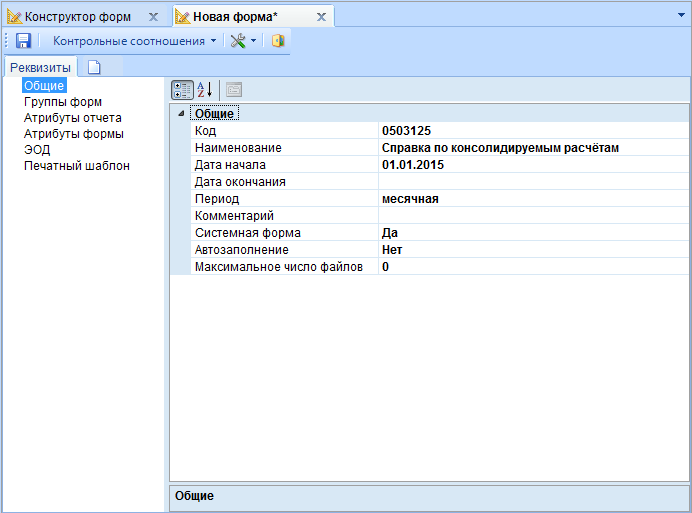 Конструктор форм
Новая форма*
Контрольные соотношения
Реквизиты
Общие
Группы форм
Атрибуты отчета
Атрибуты формы
ЭОД
Печатный шаблон
Общие
Код 0503125
Наименование Справка по консолидируемым расчётам
Дата начала 01.01.2015
Дата окончания
Период месячная
Комментарий
Системная форма Да
Автозаполнение Нет
Максимальное число файлов 0
Общие